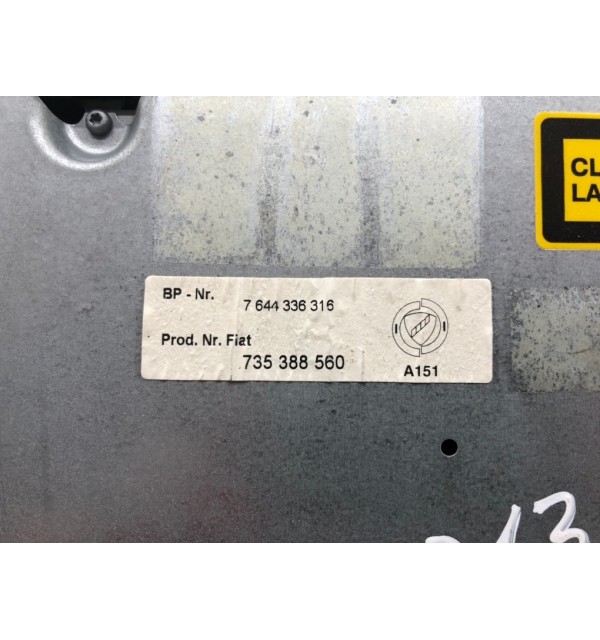 CL
LA
BP - Nr. 7 644 336 316
Prod. Nr. Fiat
735 388 560
A151